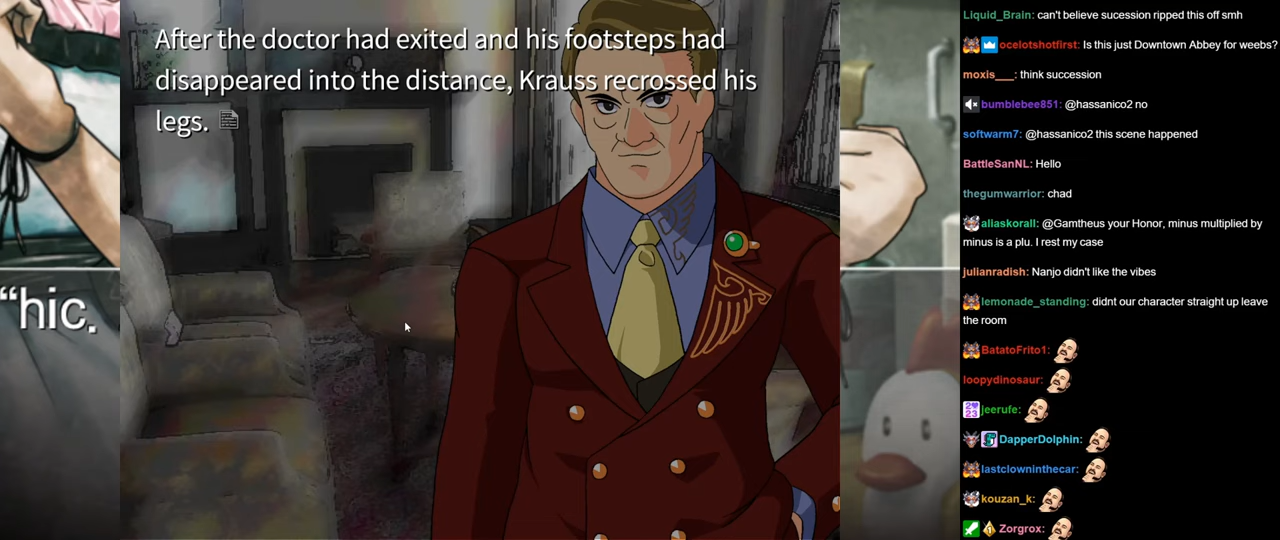 After the doctor had exited and his footsteps had
disappeared into the distance, Krauss recrossed his
legs.
“hic.
Liquid_Brain: can't believe sucession ripped this off smh
ocelotshotfirst: Is this just Downtown Abbey for weebs?
moxis___: think succession
bumblebee851: @hassanico2 no
softwarm7: @hassanico2 this scene happened
BattleSanNL: Hello
thegumwarrior: chad
aliaskorall: @Gamtheus your Honor, minus multiplied by
minus is a plu. I rest my case
julianradish: Nanjo didn't like the vibes
lemonade_standing: didnt our character straight up leave
the room
BatatoFrito1:
loopydinosaur:
jeerufe:
DapperDolphin:
lastclowninthecar:
kouzan_k:
Zorgrox: